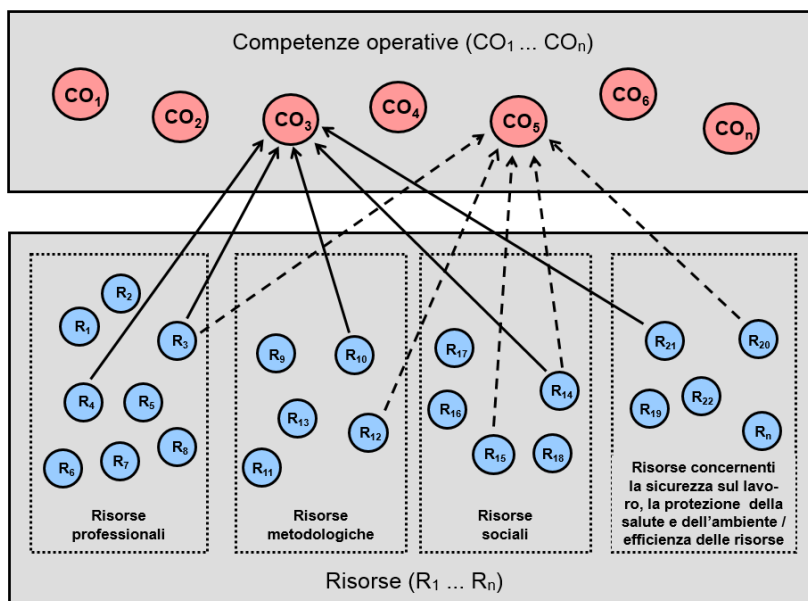 Competenze operative (CO₁ ... COₙ)
CO₁
CO₂
CO₃
CO₄
CO₅
CO₆
COₙ
R₁
R₂
R₃
R₄
R₅
R₆
R₇
R₈
Risorse
professionali
R₉
R₁₀
R₁₃
R₁₂
R₁₁
Risorse
metodologiche
R₁₇
R₁₄
R₁₆
R₁₅
R₁₈
Risorse
sociali
R₂₁
R₂₀
R₁₉
R₂₂
Rₙ
Risorse concernenti
la sicurezza sul lavo-
ro, la protezione della
salute e dell'ambiente /
efficienza delle risorse
Risorse (R₁ ... Rₙ)